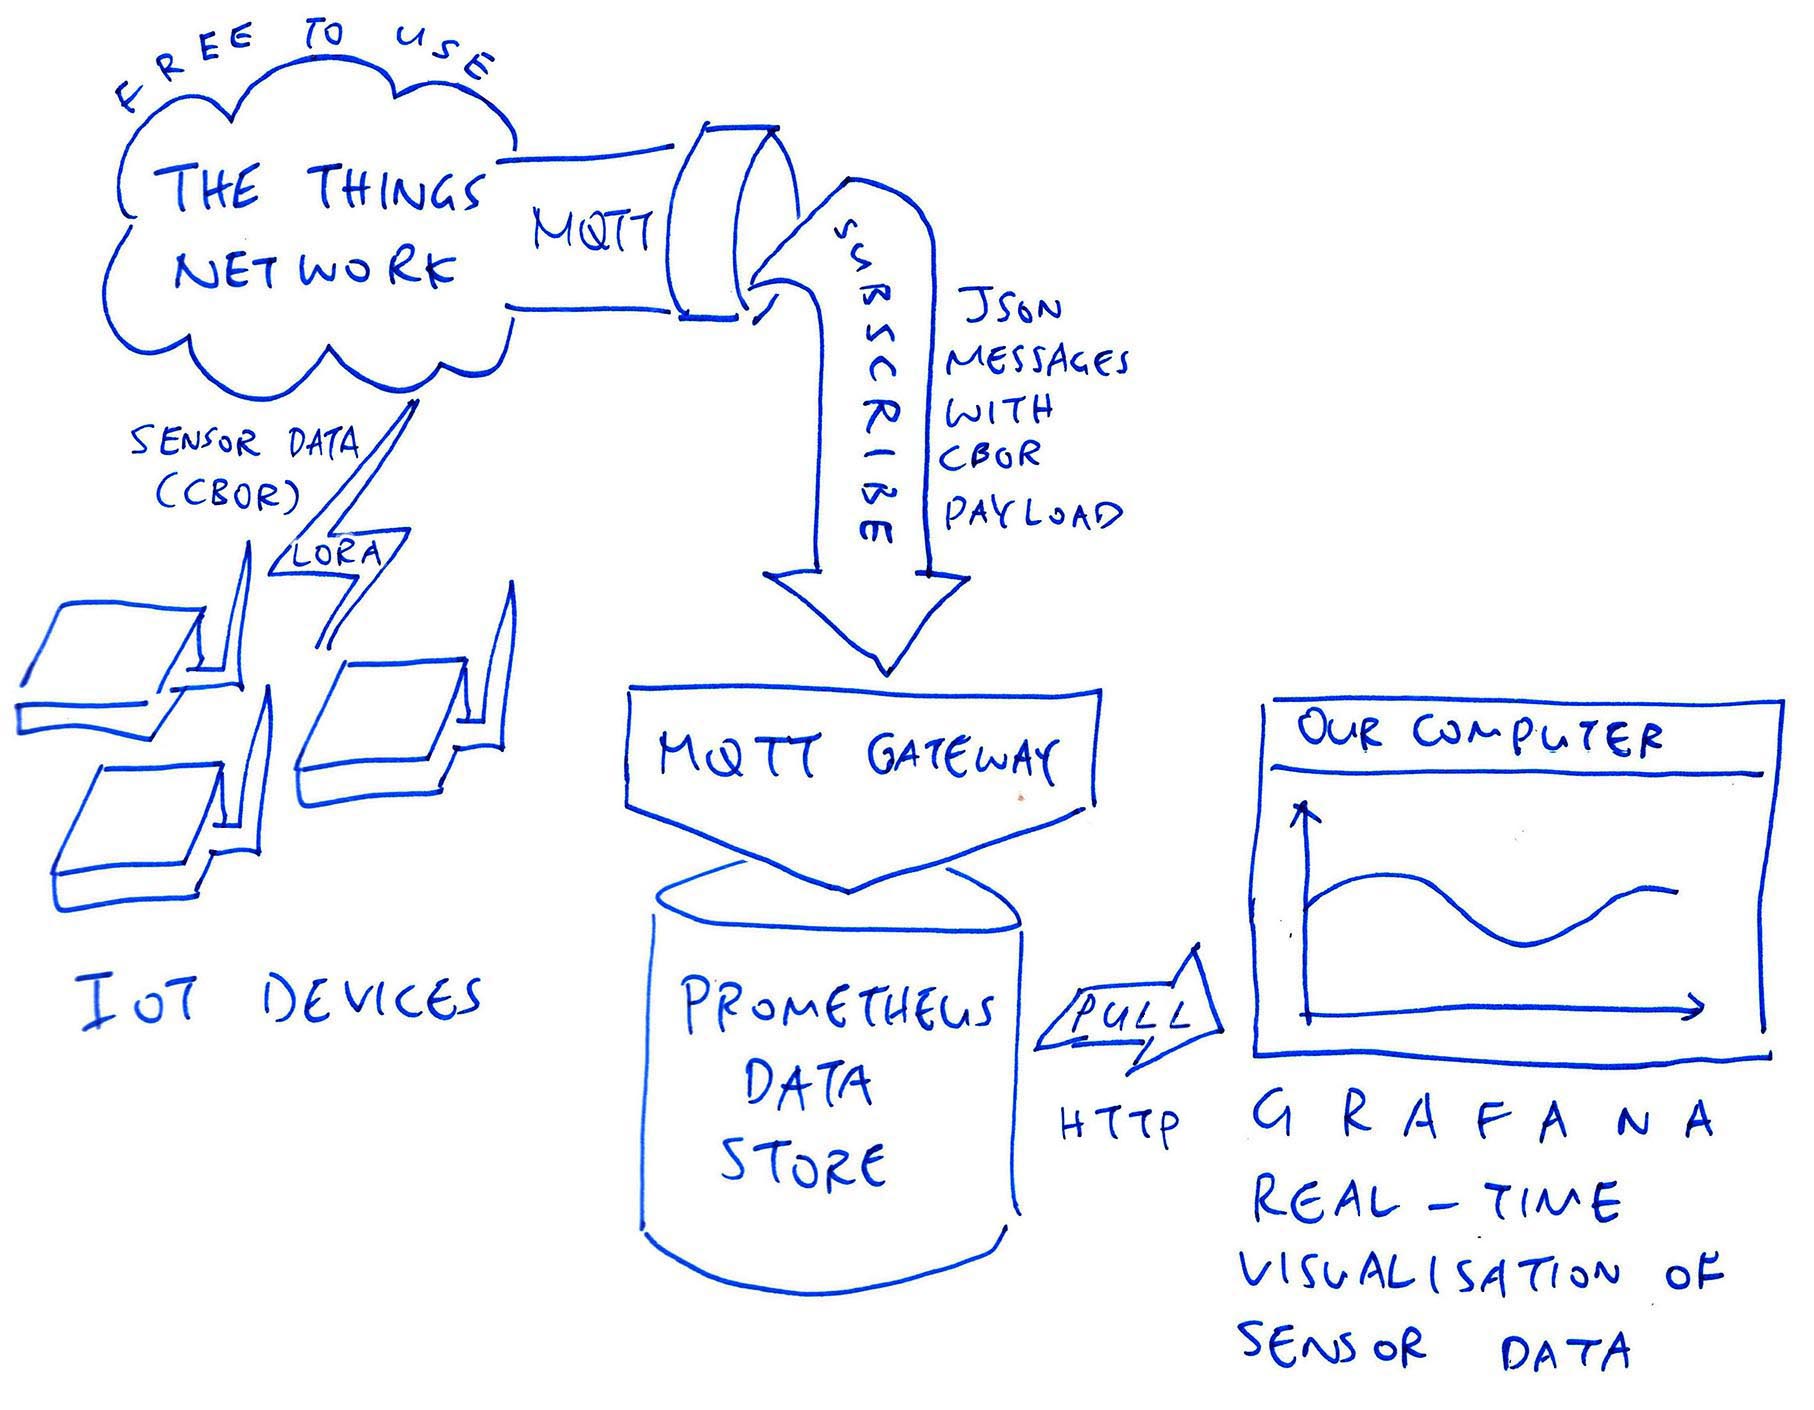 FREE TO USE
THE THINGS
NETWORK
MQTT
SUBSCRIBE
JSON
MESSAGES
WITH
CBOR
PAYLOAD
SENSOR DATA
(CBOR)
LORA
IOT DEVICES
MQTT GATEWAY
PROMETHEUS
DATA
STORE
PULL
HTTP
OUR COMPUTER
GRAFANA
REAL-TIME
VISUALISATION OF
SENSOR DATA